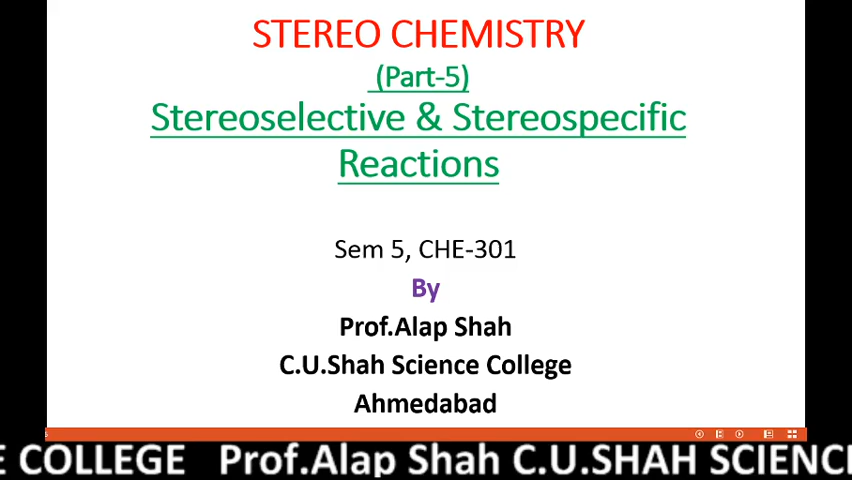 STEREO CHEMISTRY
(Part-5)
Stereoselective & Stereospecific
Reactions
Sem 5, CHE-301
By
Prof.Alap Shah
C.U.Shah Science College
Ahmedabad
E COLLEGE Prof.Alap Shah C.U.SHAH SCIENC